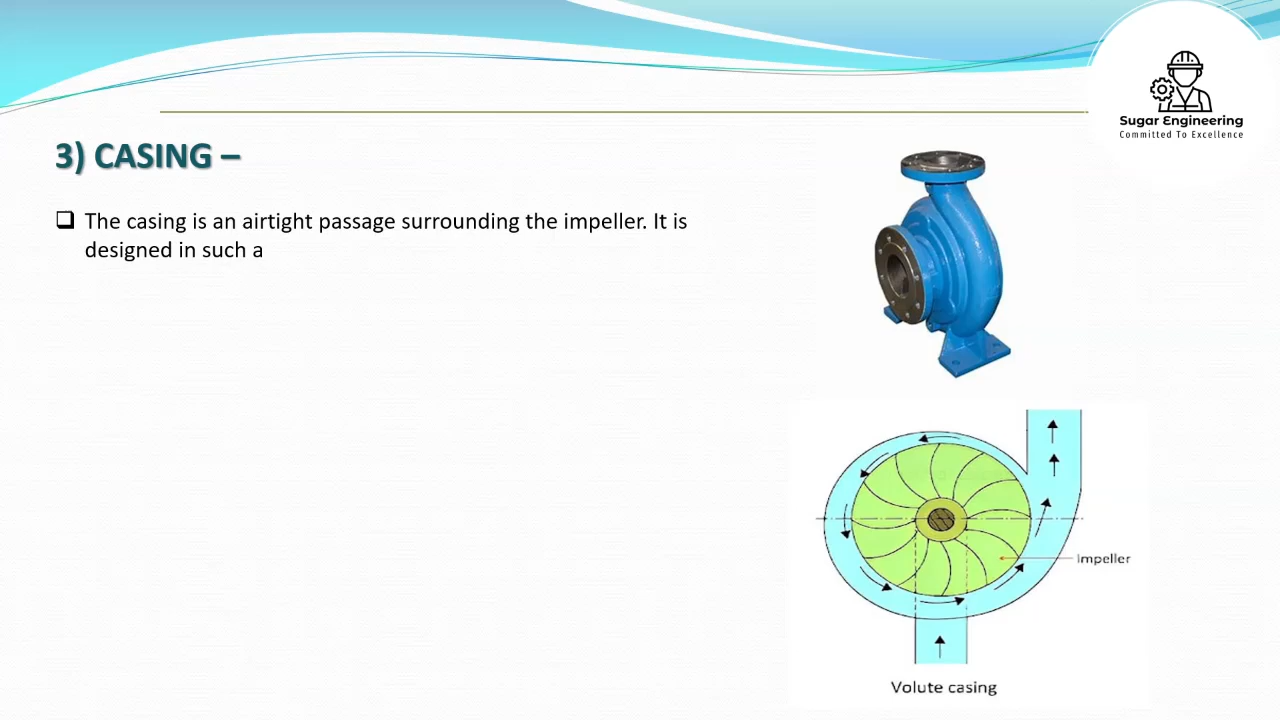 Sugar Engineering
Committed To Excellence
3) CASING –
The casing is an airtight passage surrounding the impeller. It is
designed in such a
Impeller
Volute casing